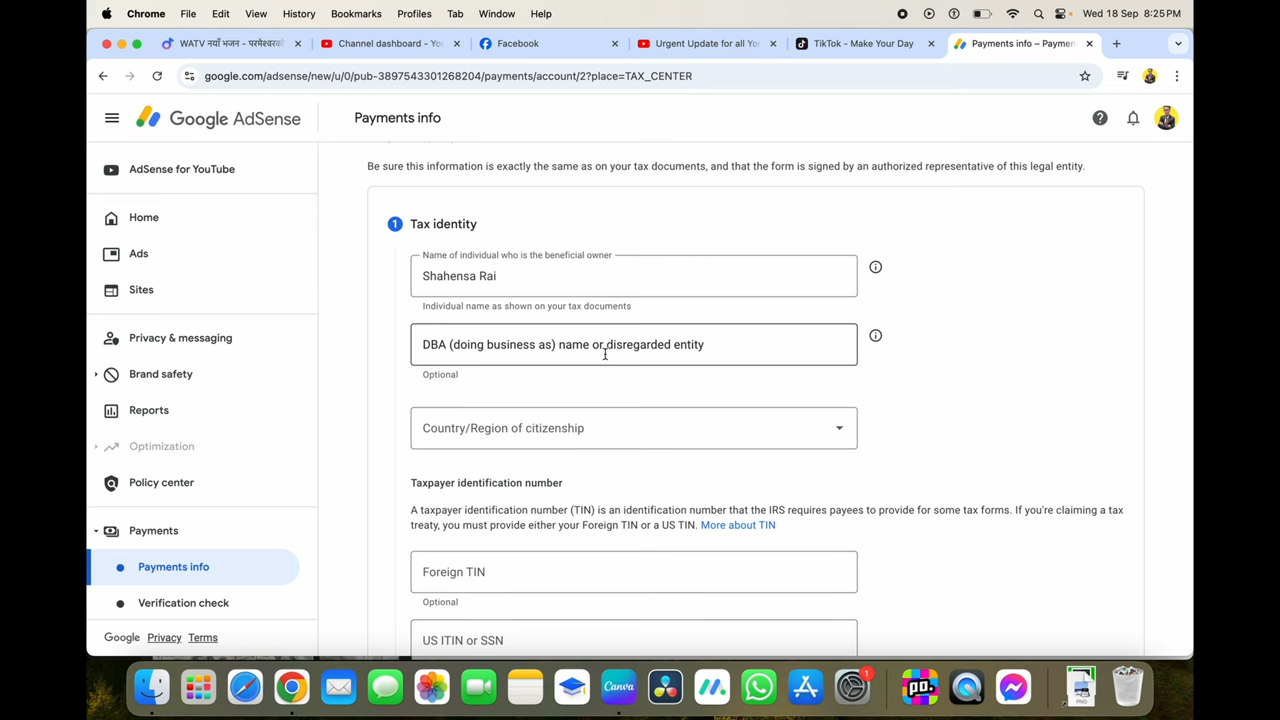 Chrome File Edit View History Bookmarks Profiles Tab Window Help Wed 18 Sep 8:25 PM
WATV नयाँ भजन - परमेश्वरको
Channel dashboard - Yo
Facebook
Urgent Update for all Yo
TikTok - Make Your Day
Payments info – Paymen
google.com/adsense/new/u/0/pub-3897543301268204/payments/account/2?place=TAX_CENTER
Google AdSense
Payments info
AdSense for YouTube
Home
Ads
Sites
Privacy & messaging
Brand safety
Reports
Optimization
Policy center
Payments
Payments info
Verification check
Google Privacy Terms
Be sure this information is exactly the same as on your tax documents, and that the form is signed by an authorized representative of this legal entity.
1 Tax identity
Name of individual who is the beneficial owner
Shahensa Rai
Individual name as shown on your tax documents
DBA (doing business as) name or disregarded entity
Optional
Country/Region of citizenship
Taxpayer identification number
A taxpayer identification number (TIN) is an identification number that the IRS requires payees to provide for some tax forms. If you're claiming a tax
treaty, you must provide either your Foreign TIN or a US TIN. More about TIN
Foreign TIN
Optional
US ITIN or SSN
Canva
1
po.
PNG